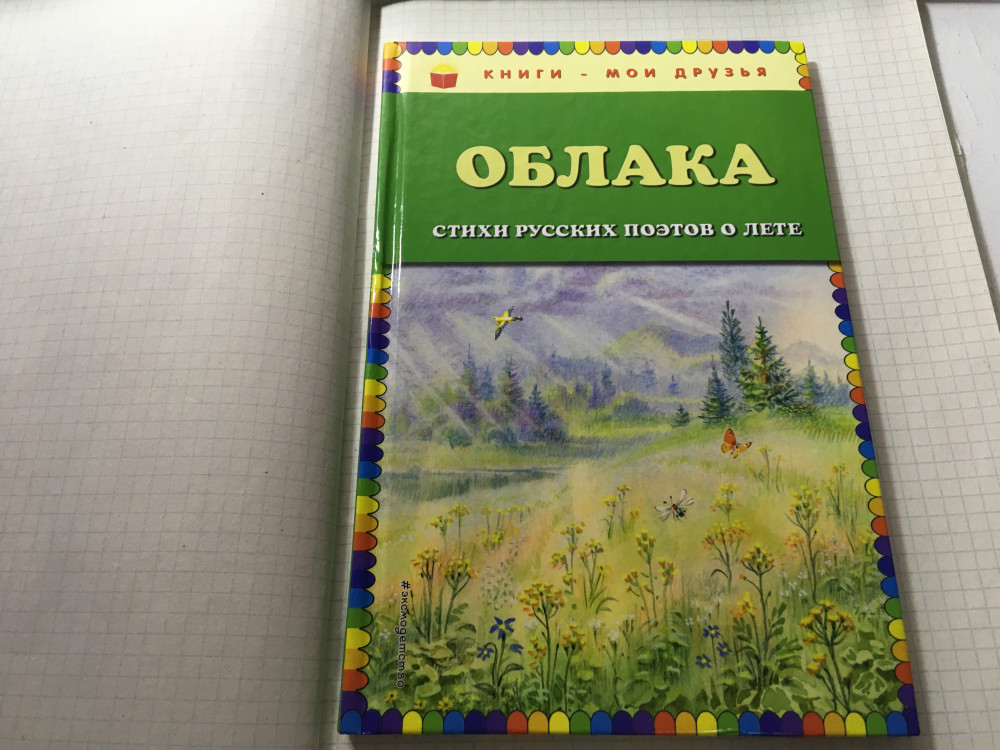 КНИГИ - МОИ ДРУЗЬЯ
ОБЛАКА
СТИХИ РУССКИХ ПОЭТОВ О ЛЕТЕ
#эксмодетство